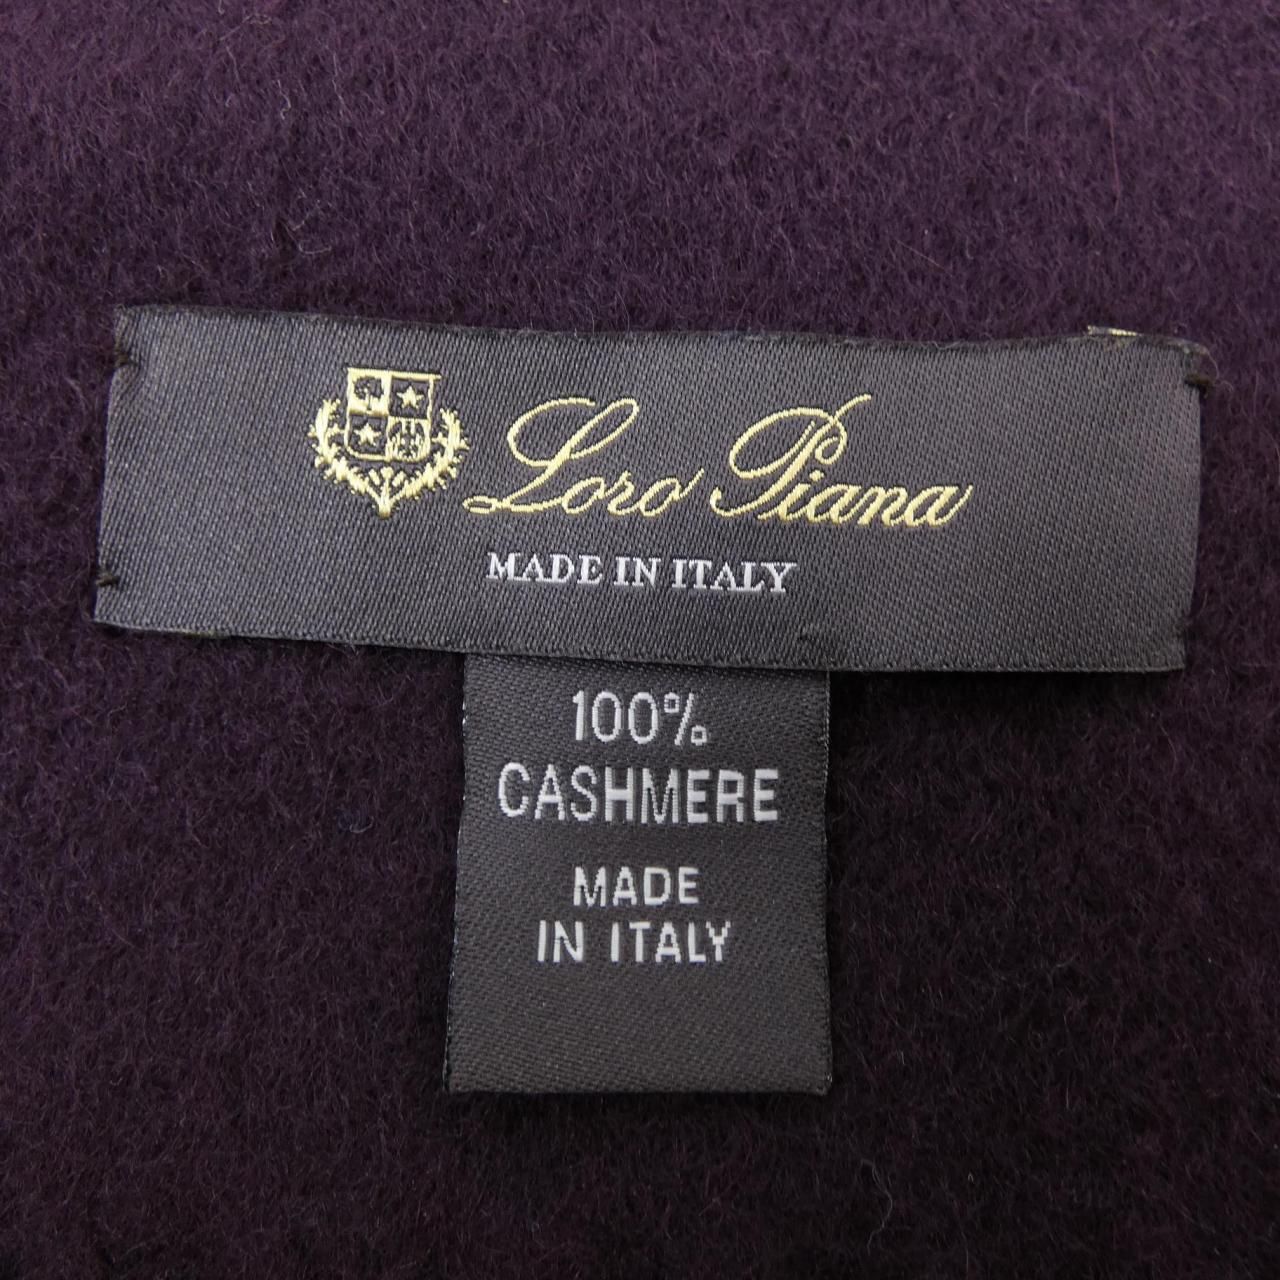 Loro Piana
MADE IN ITALY
100%
CASHMERE
MADE
IN ITALY